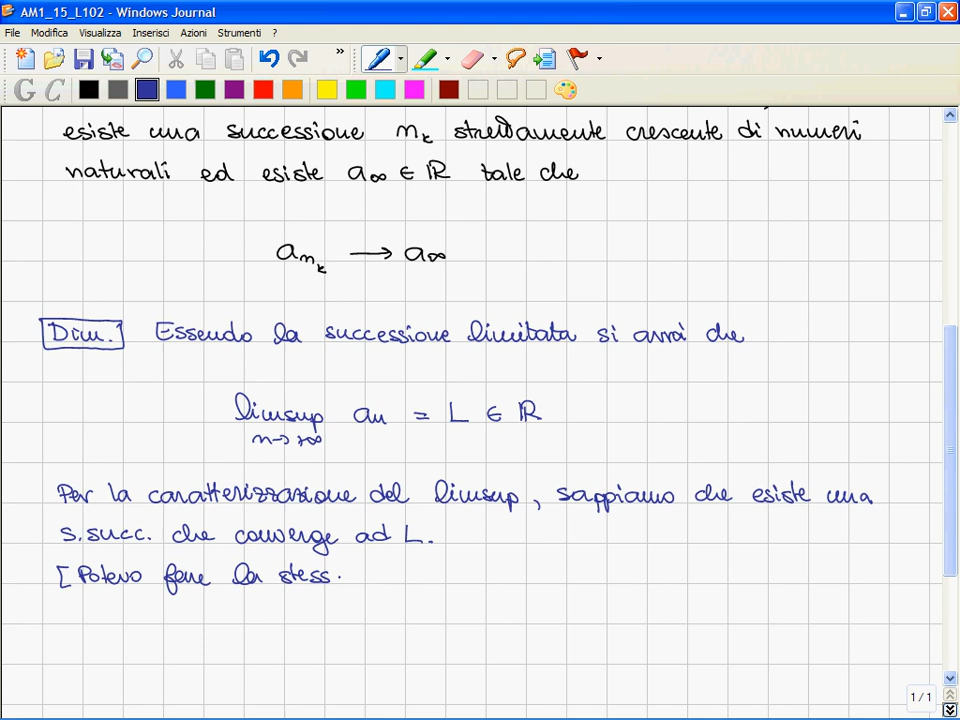 AM1_15_L102 - Windows Journal
File Modifica Visualizza Inserisci Azioni Strumenti ?
esiste una successione n_k strettamente crescente di numeri
naturali ed esiste a_∞ ∈ ℝ tale che
a_{n_k} ⟶ a_∞
Dim. Essendo la successione limitata si avrà che
limsup a_n = L ∈ ℝ
n→+∞
Per la caratterizzazione del limsup, sappiamo che esiste una
s.succ. che converge ad L.
[Potevo fare la stess.
1 / 1